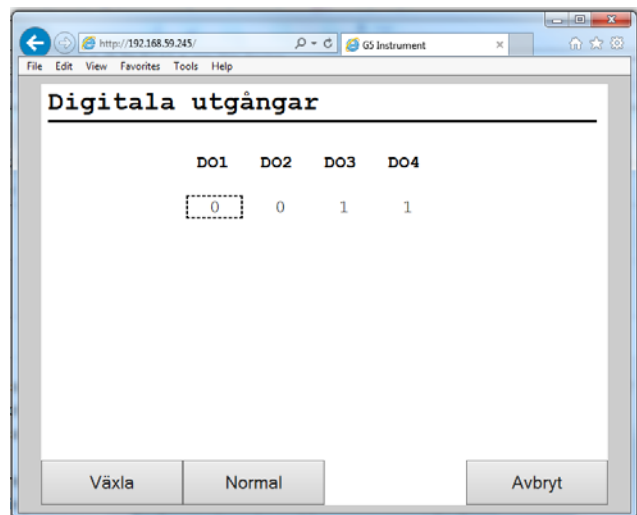 http://192.168.59.245/
G5 Instrument
File Edit View Favorites Tools Help
Digitala utgångar
DO1 DO2 DO3 DO4
0 0 1 1
Växla Normal Avbryt